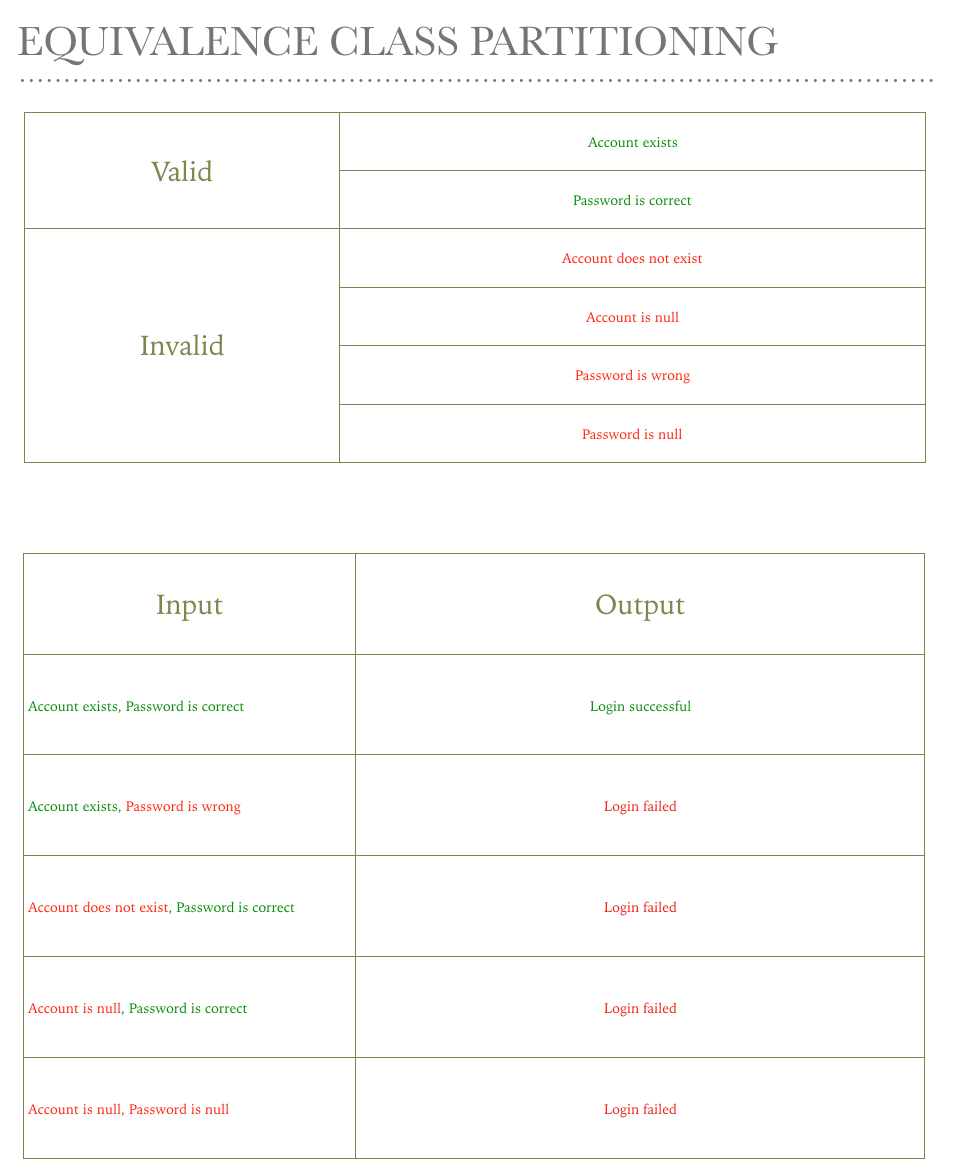 EQUIVALENCE CLASS PARTITIONING
Valid
Account exists
Password is correct
Invalid
Account does not exist
Account is null
Password is wrong
Password is null
Input
Output
Account exists, Password is correct
Login successful
Account exists, Password is wrong
Login failed
Account does not exist, Password is correct
Login failed
Account is null, Password is correct
Login failed
Account is null, Password is null
Login failed